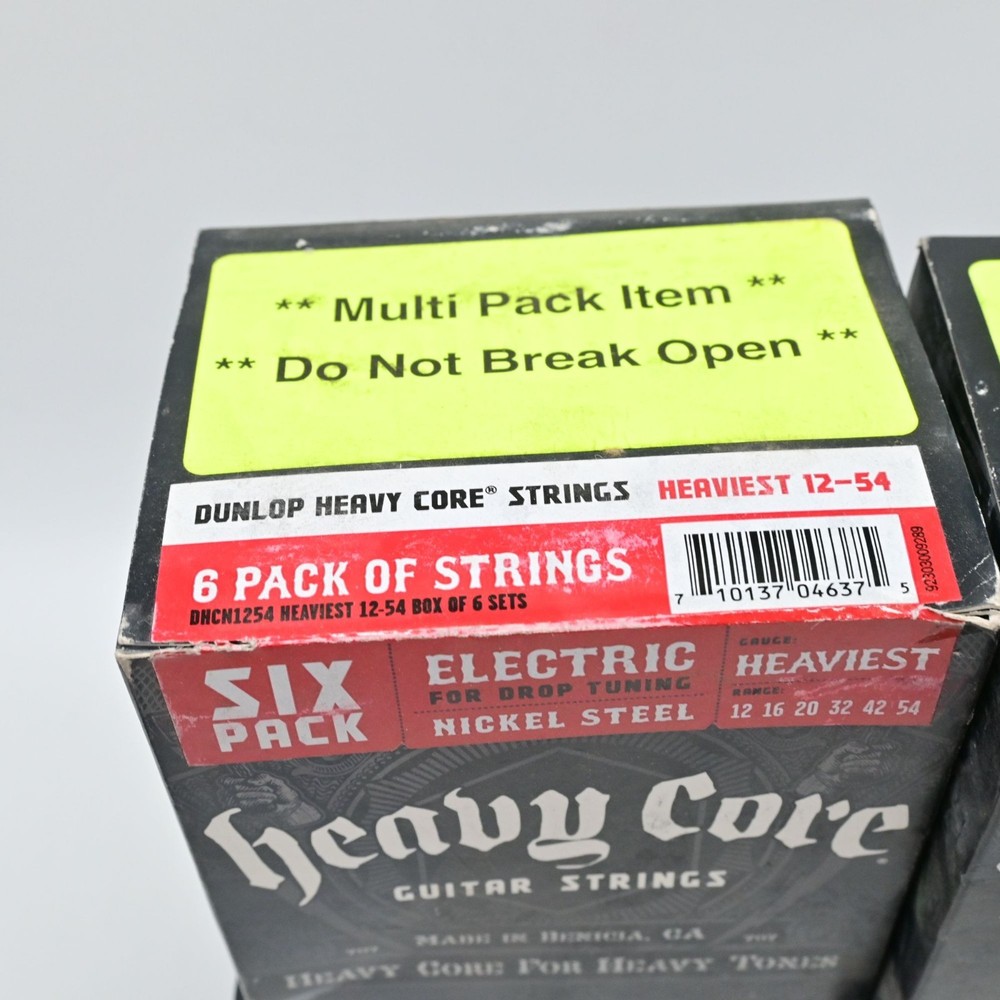 ** Multi Pack Item **
** Do Not Break Open **
DUNLOP HEAVY CORE® STRINGS HEAVIEST 12-54
6 PACK OF STRINGS
DHCN1254 HEAVIEST 12-54 BOX OF 6 SETS
7 10137 04637 5
92303009289
SIX
PACK
ELECTRIC
FOR DROP TUNING
NICKEL STEEL
GAUGE:
HEAVIEST
RANGE:
12 16 20 32 42 54
heavy core
GUITAR STRINGS
MADE IN BENICIA, CA
HEAVY CORE FOR HEAVY TONES